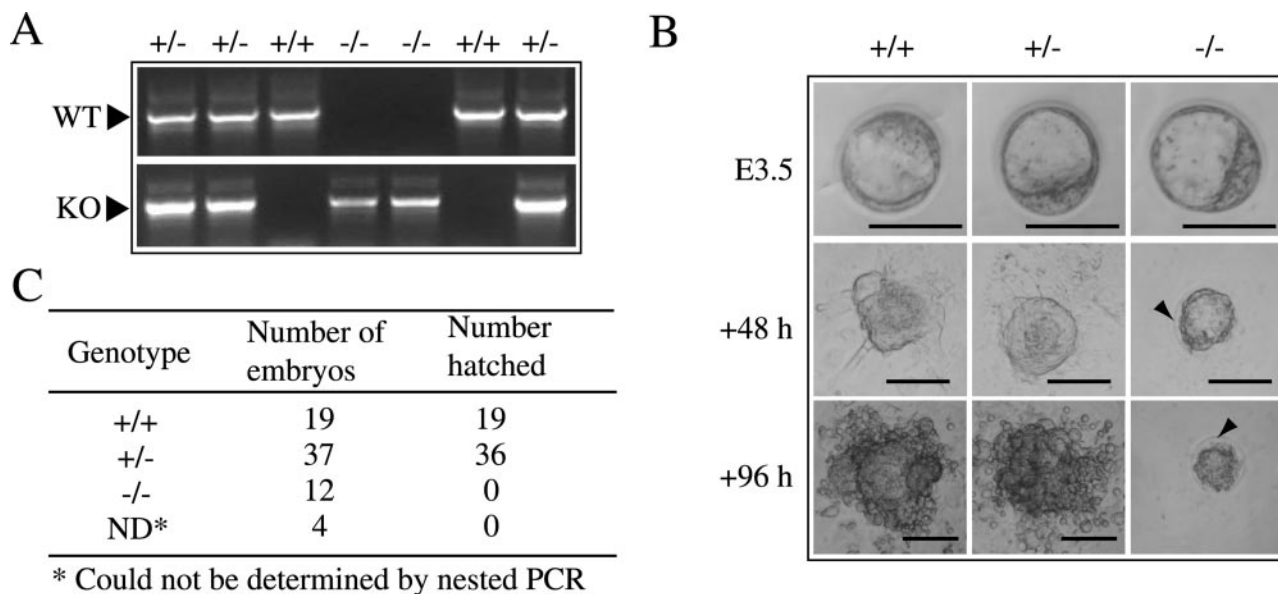 A
+/- +/- +/+ -/- -/- +/+ +/-
WT
KO
B
+/+ +/- -/-
E3.5
+48 h
+96 h
C
Genotype Number of embryos Number hatched
+/+ 19 19
+/- 37 36
-/- 12 0
ND* 4 0
* Could not be determined by nested PCR